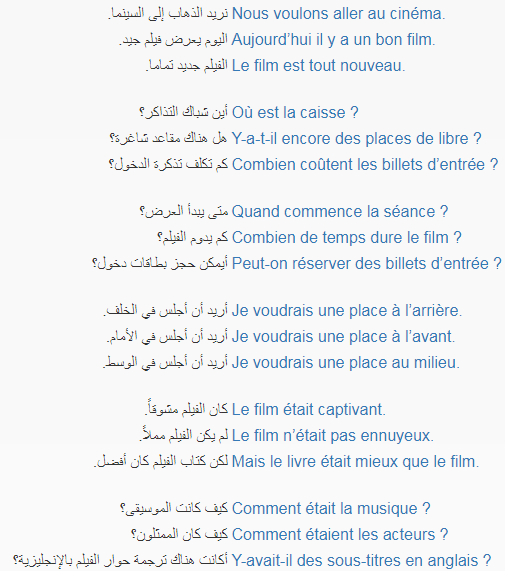 نريد الذهاب إلى السينما. Nous voulons aller au cinéma.
اليوم يعرض فيلم جيد. Aujourd’hui il y a un bon film.
الفيلم جديد تماما. Le film est tout nouveau.
أين شباك التذاكر؟ Où est la caisse ?
هل هناك مقاعد شاغرة؟ Y-a-t-il encore des places de libre ?
كم تكلف تذكرة الدخول؟ Combien coûtent les billets d’entrée ?
متى يبدأ العرض؟ Quand commence la séance ?
كم يدوم الفيلم؟ Combien de temps dure le film ?
أيمكن حجز بطاقات دخول؟ Peut-on réserver des billets d’entrée ?
أريد أن أجلس في الخلف. Je voudrais une place à l’arrière.
أريد أن أجلس في الأمام. Je voudrais une place à l’avant.
أريد أن أجلس في الوسط. Je voudrais une place au milieu.
كان الفيلم مشوقاً. Le film était captivant.
لم يكن الفيلم مملاً. Le film n’était pas ennuyeux.
لكن كتاب الفيلم كان أفضل. Mais le livre était mieux que le film.
كيف كانت الموسيقى؟ Comment était la musique ?
كيف كان الممثلون؟ Comment étaient les acteurs ?
أكانت هناك ترجمة حوار الفيلم بالإنجليزية؟ Y-avait-il des sous-titres en anglais ?